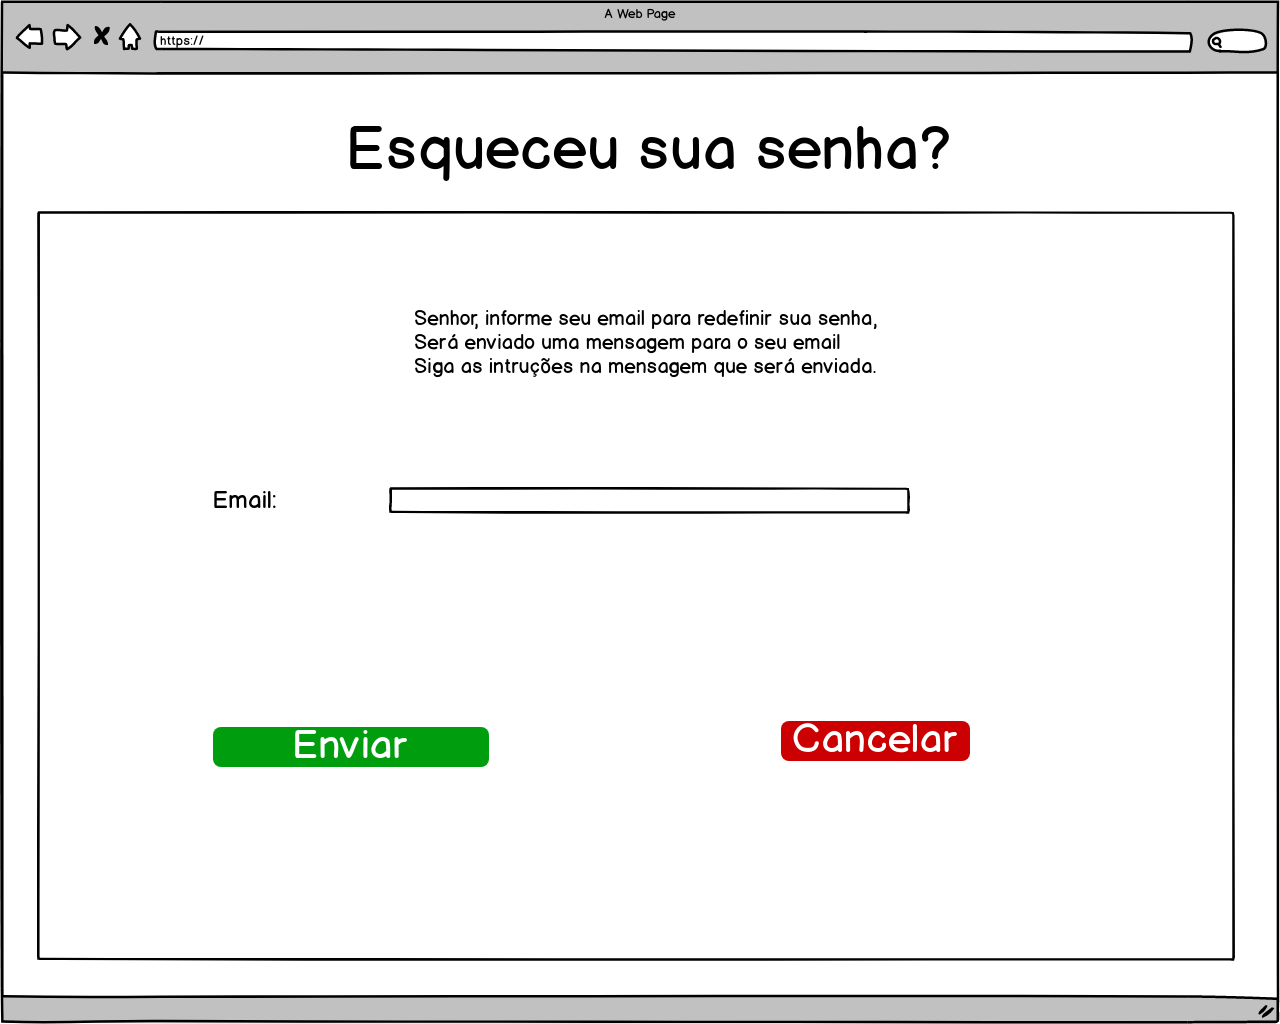 A Web Page
https://
Esqueceu sua senha?
Senhor, informe seu email para redefinir sua senha,
Será enviado uma mensagem para o seu email
Siga as intruções na mensagem que será enviada.
Email:
Enviar
Cancelar